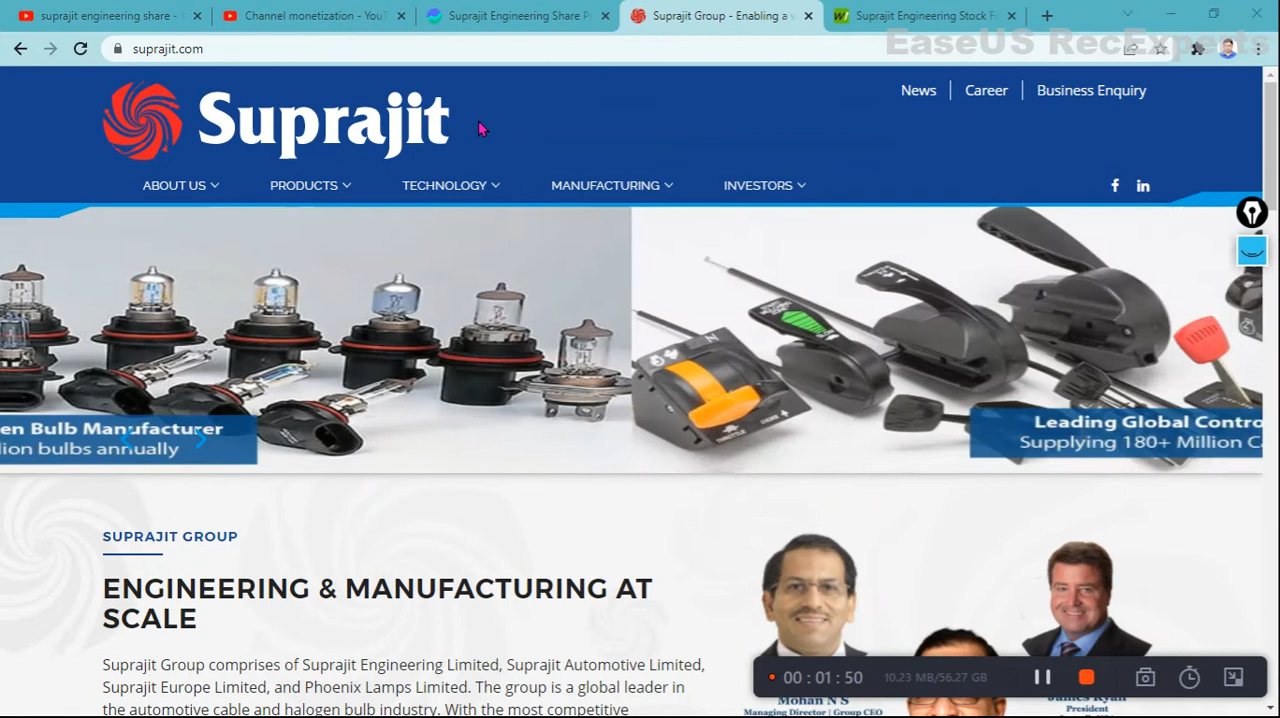 suprajit engineering share -
Channel monetization - YouT
Suprajit Engineering Share P
Suprajit Group - Enabling a
Suprajit Engineering Stock F
suprajit.com
EaseUS RecExperts
News
Career
Business Enquiry
Suprajit
ABOUT US
PRODUCTS
TECHNOLOGY
MANUFACTURING
INVESTORS
en Bulb Manufacturer
ion bulbs annually
Leading Global Contro
Supplying 180+ Million C
SUPRAJIT GROUP
ENGINEERING & MANUFACTURING AT
SCALE
Suprajit Group comprises of Suprajit Engineering Limited, Suprajit Automotive Limited,
Suprajit Europe Limited, and Phoenix Lamps Limited. The group is a global leader in
the automotive cable and halogen bulb industry. With the most competitive
00 : 01 : 50
10.23 MB/56.27 GB
Mohan N S
Managing Director | Group CEO
James Ryan
President